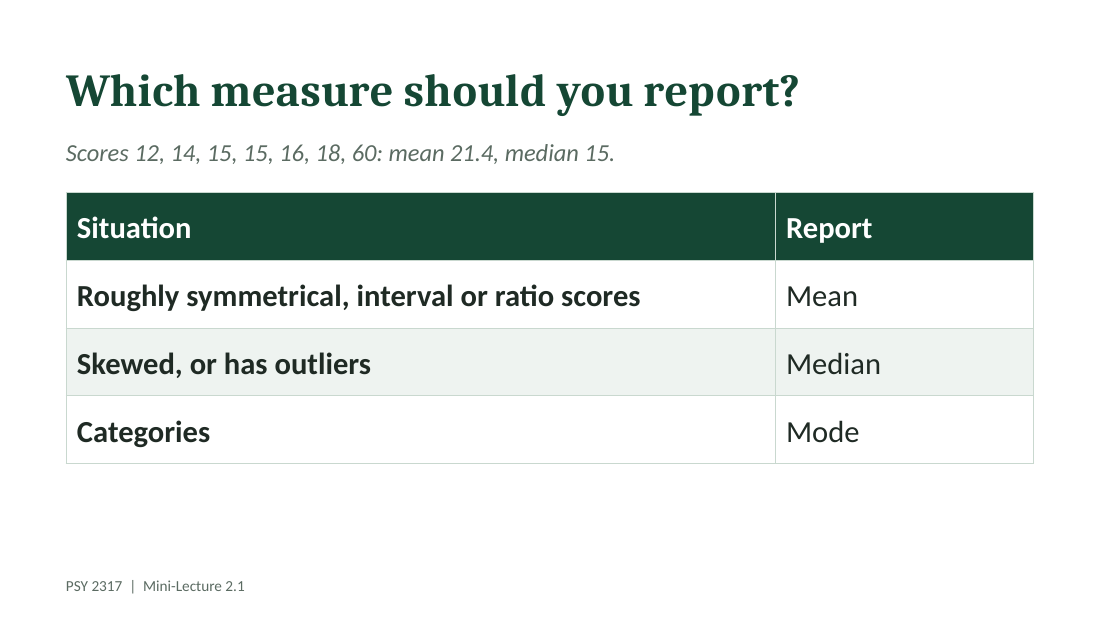 Which measure should you report?
Scores 12, 14, 15, 15, 16, 18, 60: mean 21.4, median 15.
Situation Report
Roughly symmetrical, interval or ratio scores Mean
Skewed, or has outliers Median
Categories Mode
PSY 2317 | Mini-Lecture 2.1